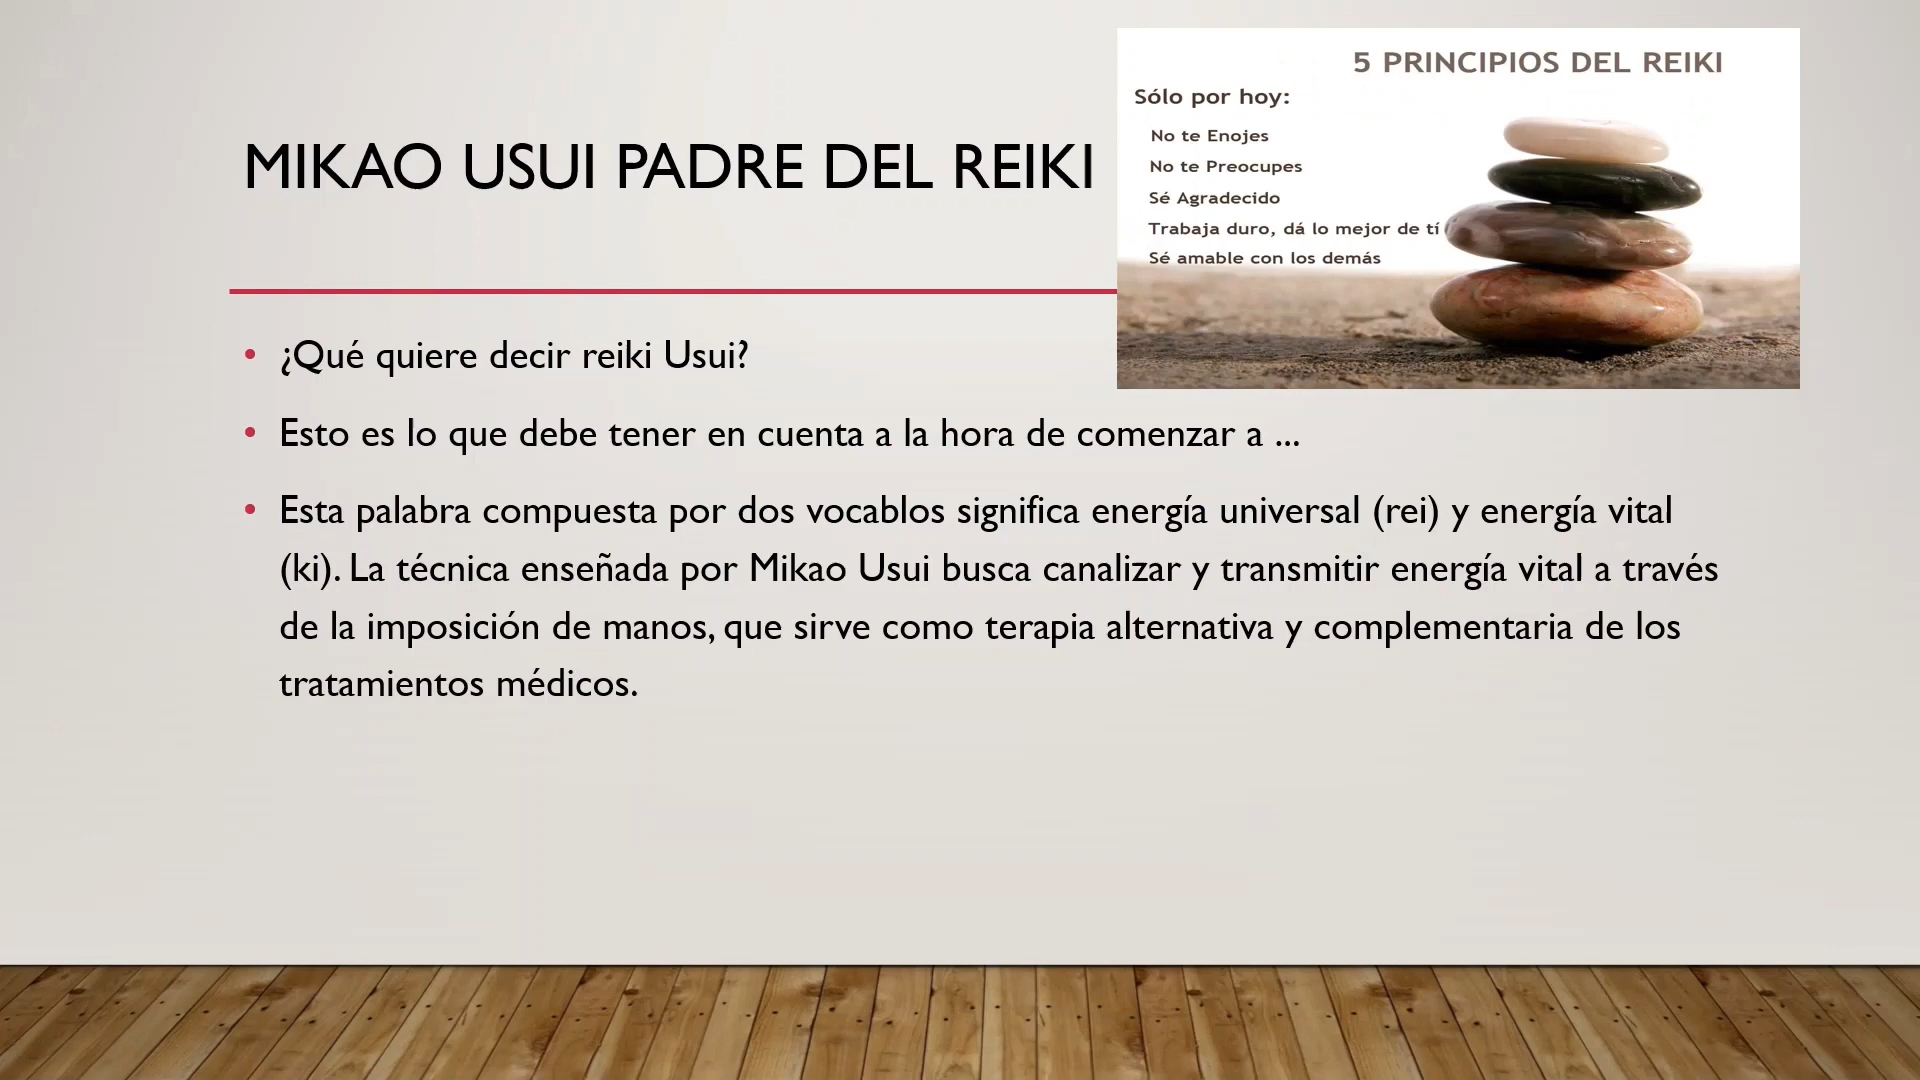 MIKAO USUI PADRE DEL REIKI
5 PRINCIPIOS DEL REIKI
Sólo por hoy:
No te Enojes
No te Preocupes
Sé Agradecido
Trabaja duro, dá lo mejor de tí
Sé amable con los demás
• ¿Qué quiere decir reiki Usui?
• Esto es lo que debe tener en cuenta a la hora de comenzar a ...
• Esta palabra compuesta por dos vocablos significa energía universal (rei) y energía vital
(ki). La técnica enseñada por Mikao Usui busca canalizar y transmitir energía vital a través
de la imposición de manos, que sirve como terapia alternativa y complementaria de los
tratamientos médicos.